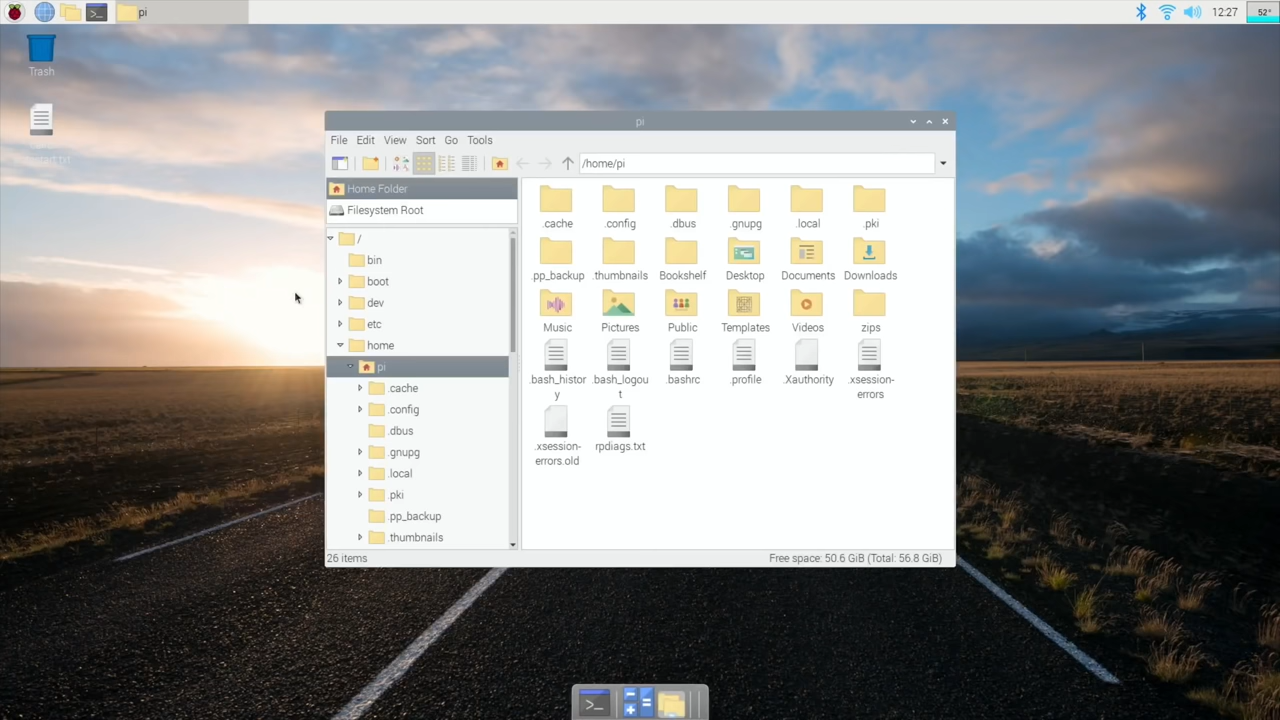 pi
12:27
52°
Trash
pi
File Edit View Sort Go Tools
/home/pi
Home Folder
Filesystem Root
/
bin
boot
dev
etc
home
pi
.cache
.config
.dbus
.gnupg
.local
.pki
.pp_backup
.thumbnails
.cache .config .dbus .gnupg .local .pki
.pp_backup .thumbnails Bookshelf Desktop Documents Downloads
Music Pictures Public Templates Videos zips
.bash_histor .bash_logou .bashrc .profile .Xauthority .xsession-
y t errors
.xsession- rpdiags.txt
errors.old
26 items
Free space: 50.6 GiB (Total: 56.8 GiB)